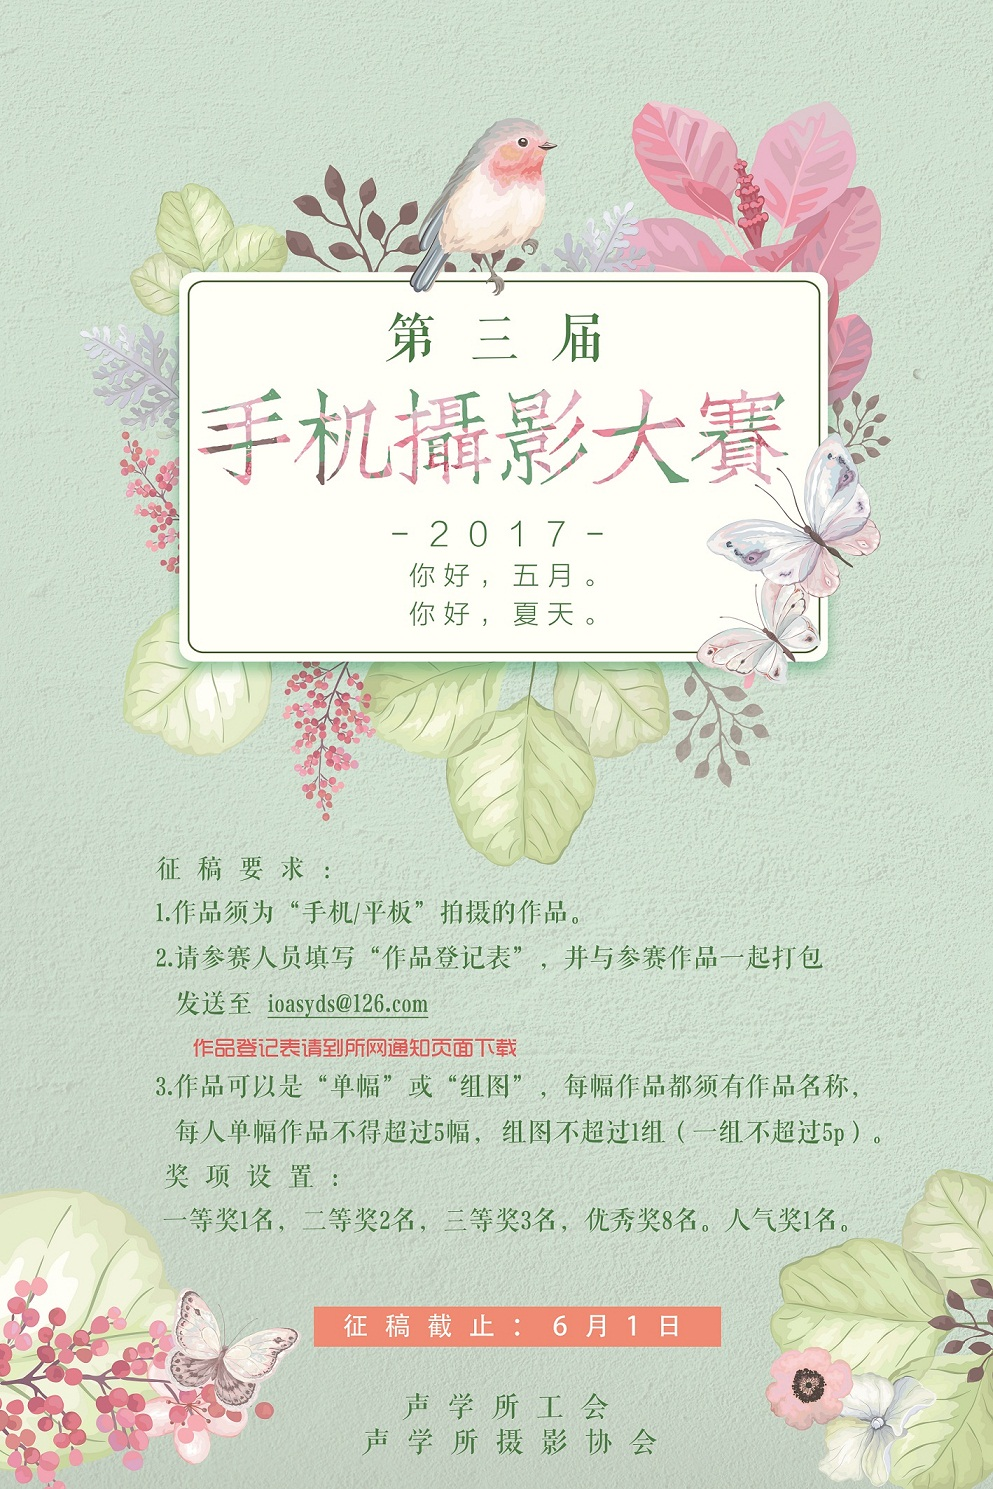 第三届
手机攝影大賽
-2017-
你好，五月。
你好，夏天。
征稿要求：
1.作品须为“手机/平板”拍摄的作品。
2.请参赛人员填写“作品登记表”，并与参赛作品一起打包
发送至 ioasyds@126.com
作品登记表请到所网通知页面下载
3.作品可以是“单幅”或“组图”，每幅作品都须有作品名称，
每人单幅作品不得超过5幅，组图不超过1组（一组不超过5p）。
奖项设置：
一等奖1名，二等奖2名，三等奖3名，优秀奖8名。人气奖1名。
征稿截止：6月1日
声学所工会
声学所摄影协会